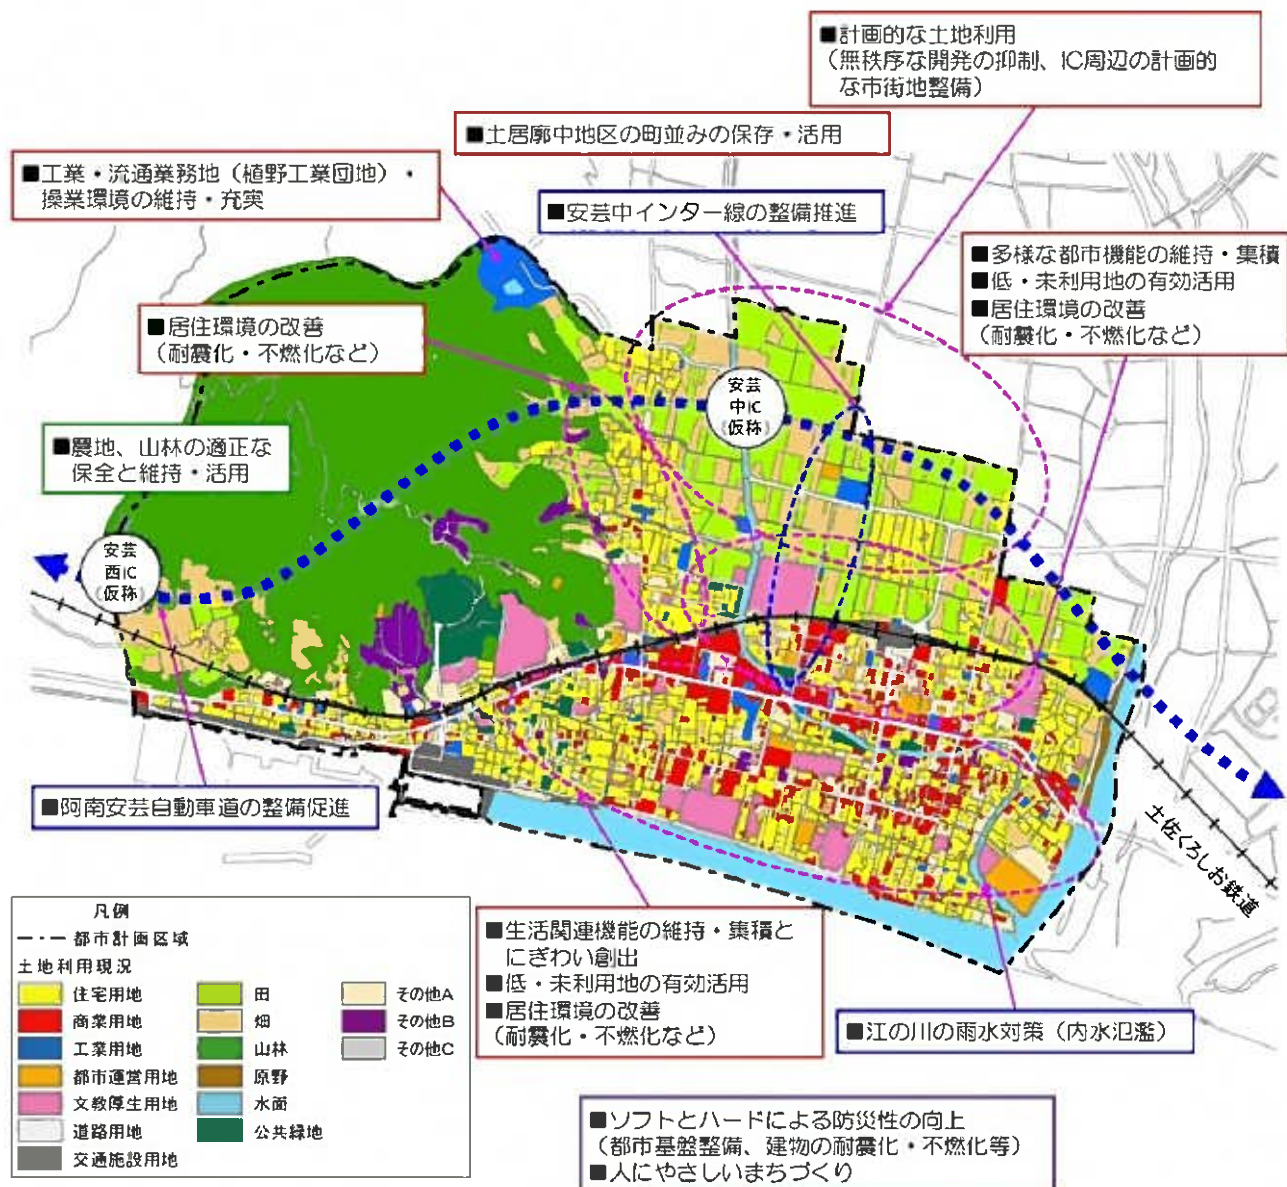 ■計画的な土地利用
（無秩序な開発の抑制、IC周辺の計画的
な市街地整備）
■土居廓中地区の町並みの保存・活用
■工業・流通業務地（植野工業団地）・
操業環境の維持・充実
■安芸中インター線の整備推進
■多様な都市機能の維持・集積
■低・未利用地の有効活用
■居住環境の改善
（耐震化・不燃化など）
■居住環境の改善
（耐震化・不燃化など）
安芸
中IC
（仮称）
■農地、山林の適正な
保全と維持・活用
安芸
西IC
（仮称）
■阿南安芸自動車道の整備促進
土佐くろしお鉄道
■生活関連機能の維持・集積と
にぎわい創出
■低・未利用地の有効活用
■居住環境の改善
（耐震化・不燃化など）
■江の川の雨水対策（内水氾濫）
凡例
都市計画区域
土地利用現況
住宅用地
商業用地
工業用地
都市運営用地
文教厚生用地
道路用地
交通施設用地
田
畑
山林
原野
水面
公共緑地
その他A
その他B
その他C
■ソフトとハードによる防災性の向上
（都市基盤整備、建物の耐震化・不燃化等）
■人にやさしいまちづくり